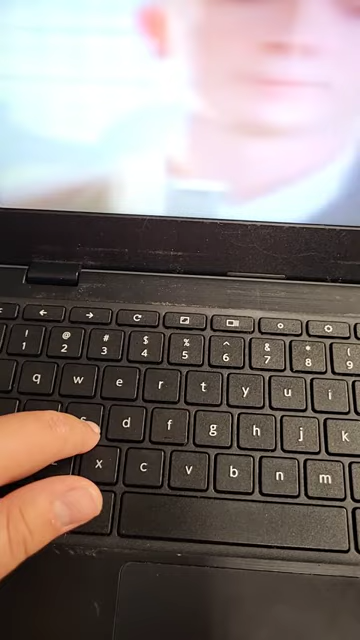 ! @ # $ % ^ & * (
1 2 3 4 5 6 7 8 9
q w e r t y u i
s d f g h j k
x c v b n m